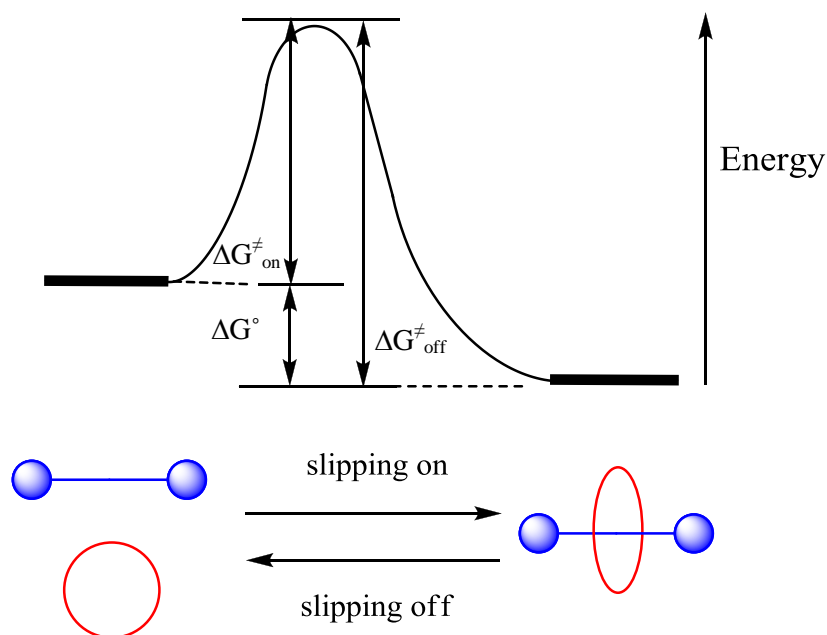 Energy
ΔG≠on
ΔG°
ΔG≠off
slipping on
slipping off